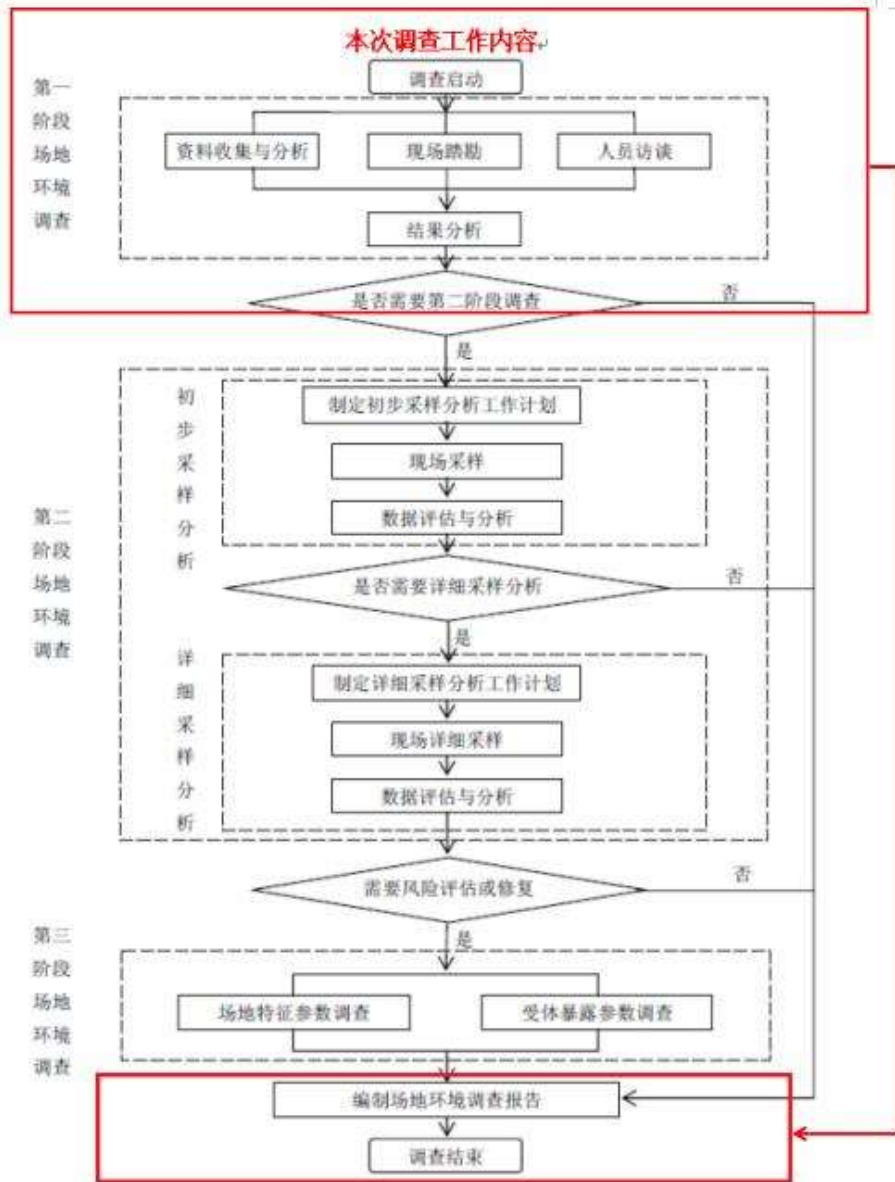 本次调查工作内容
调查启动
第一
阶段
场地
环境
调查
资料收集与分析
现场踏勘
人员访谈
结果分析
是否需要第二阶段调查
否
是
第二
阶段
场地
环境
调查
初步采样分析
制定初步采样分析工作计划
现场采样
数据评估与分析
是否需要详细采样分析
否
是
详细采样分析
制定详细采样分析工作计划
现场详细采样
数据评估与分析
需要风险评估或修复
否
是
第三
阶段
场地
环境
调查
场地特征参数调查
受体暴露参数调查
编制场地环境调查报告
调查结束